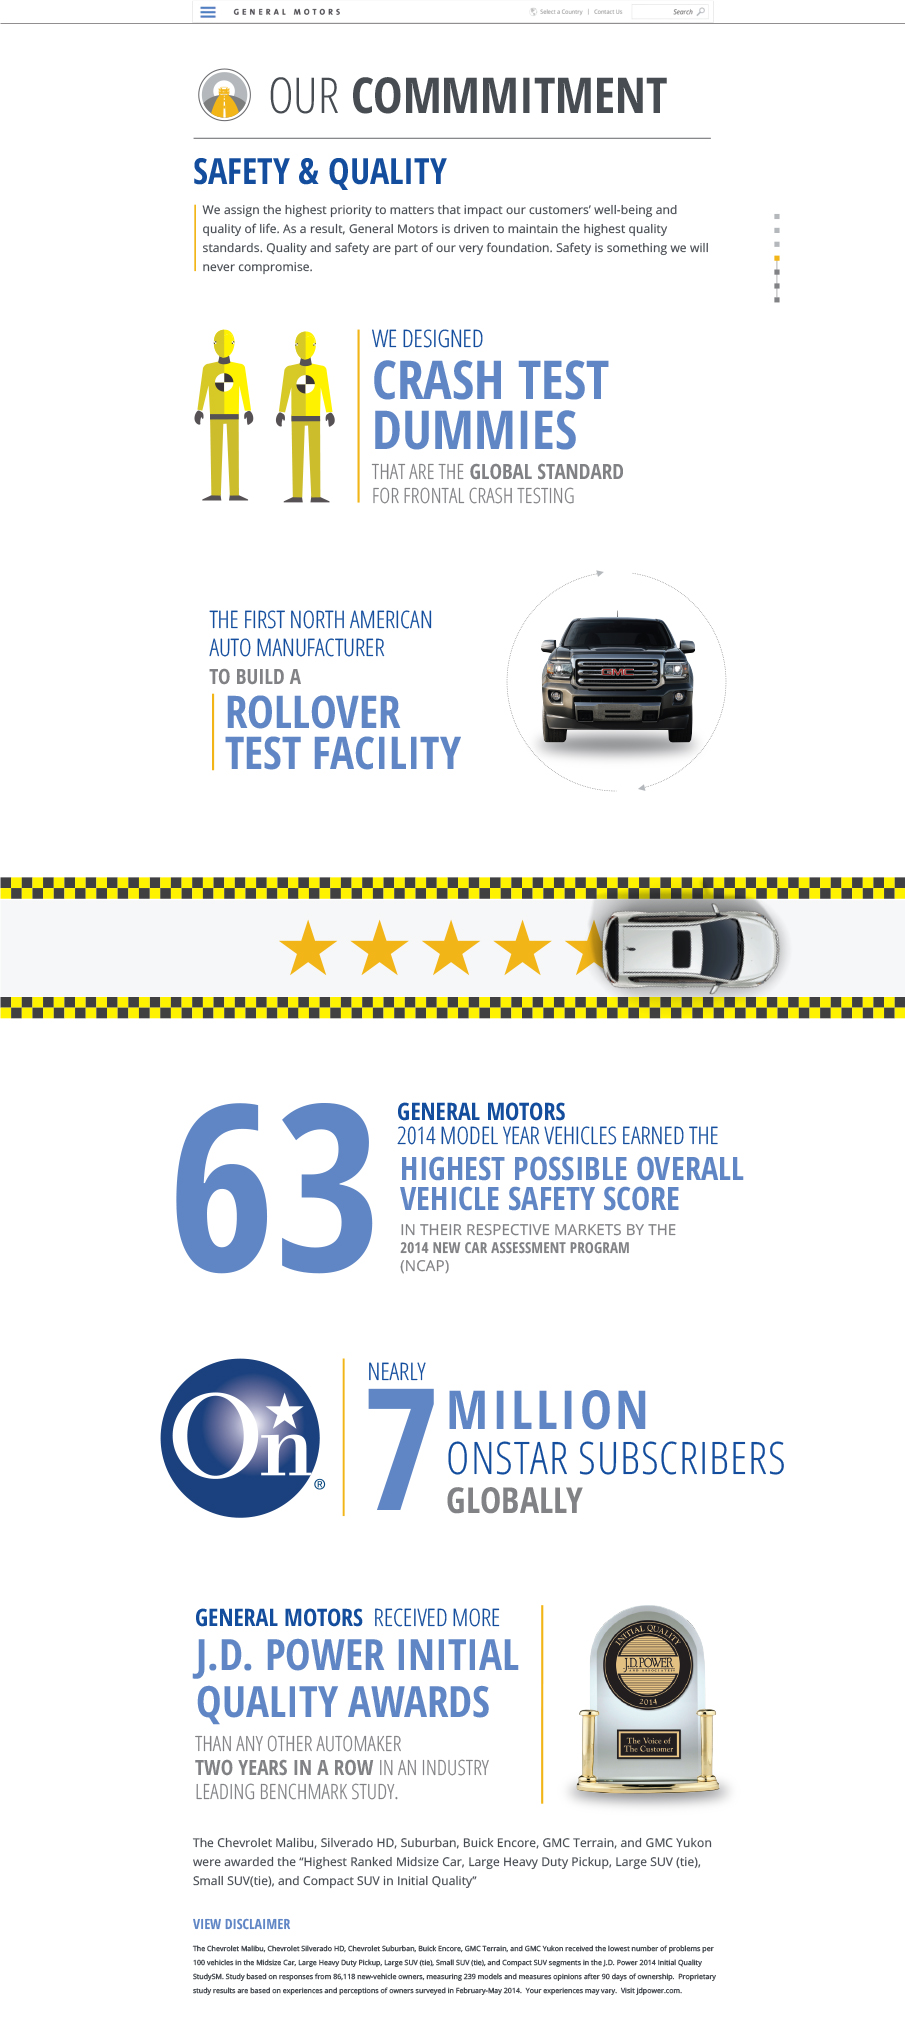 GENERAL MOTORS
Select a Country | Contact Us
Search
OUR COMMMITMENT
SAFETY & QUALITY
We assign the highest priority to matters that impact our customers' well-being and
quality of life. As a result, General Motors is driven to maintain the highest quality
standards. Quality and safety are part of our very foundation. Safety is something we will
never compromise.
WE DESIGNED
CRASH TEST
DUMMIES
THAT ARE THE GLOBAL STANDARD
FOR FRONTAL CRASH TESTING
THE FIRST NORTH AMERICAN
AUTO MANUFACTURER
TO BUILD A
ROLLOVER
TEST FACILITY
GMC
63
GENERAL MOTORS
2014 MODEL YEAR VEHICLES EARNED THE
HIGHEST POSSIBLE OVERALL
VEHICLE SAFETY SCORE
IN THEIR RESPECTIVE MARKETS BY THE
2014 NEW CAR ASSESSMENT PROGRAM
(NCAP)
On
®
NEARLY
7 MILLION
ONSTAR SUBSCRIBERS
GLOBALLY
GENERAL MOTORS RECEIVED MORE
J.D. POWER INITIAL
QUALITY AWARDS
THAN ANY OTHER AUTOMAKER
TWO YEARS IN A ROW IN AN INDUSTRY
LEADING BENCHMARK STUDY.
INITIAL QUALITY
J.D. POWER
AND ASSOCIATES
2014
The Voice of
The Customer
The Chevrolet Malibu, Silverado HD, Suburban, Buick Encore, GMC Terrain, and GMC Yukon
were awarded the “Highest Ranked Midsize Car, Large Heavy Duty Pickup, Large SUV (tie),
Small SUV(tie), and Compact SUV in Initial Quality”
VIEW DISCLAIMER
The Chevrolet Malibu, Chevrolet Silverado HD, Chevrolet Suburban, Buick Encore, GMC Terrain, and GMC Yukon received the lowest number of problems per
100 vehicles in the Midsize Car, Large Heavy Duty Pickup, Large SUV (tie), Small SUV (tie), and Compact SUV segments in the J.D. Power 2014 Initial Quality
StudySM. Study based on responses from 86,118 new-vehicle owners, measuring 239 models and measures opinions after 90 days of ownership. Proprietary
study results are based on experiences and perceptions of owners surveyed in February-May 2014. Your experiences may vary. Visit jdpower.com.